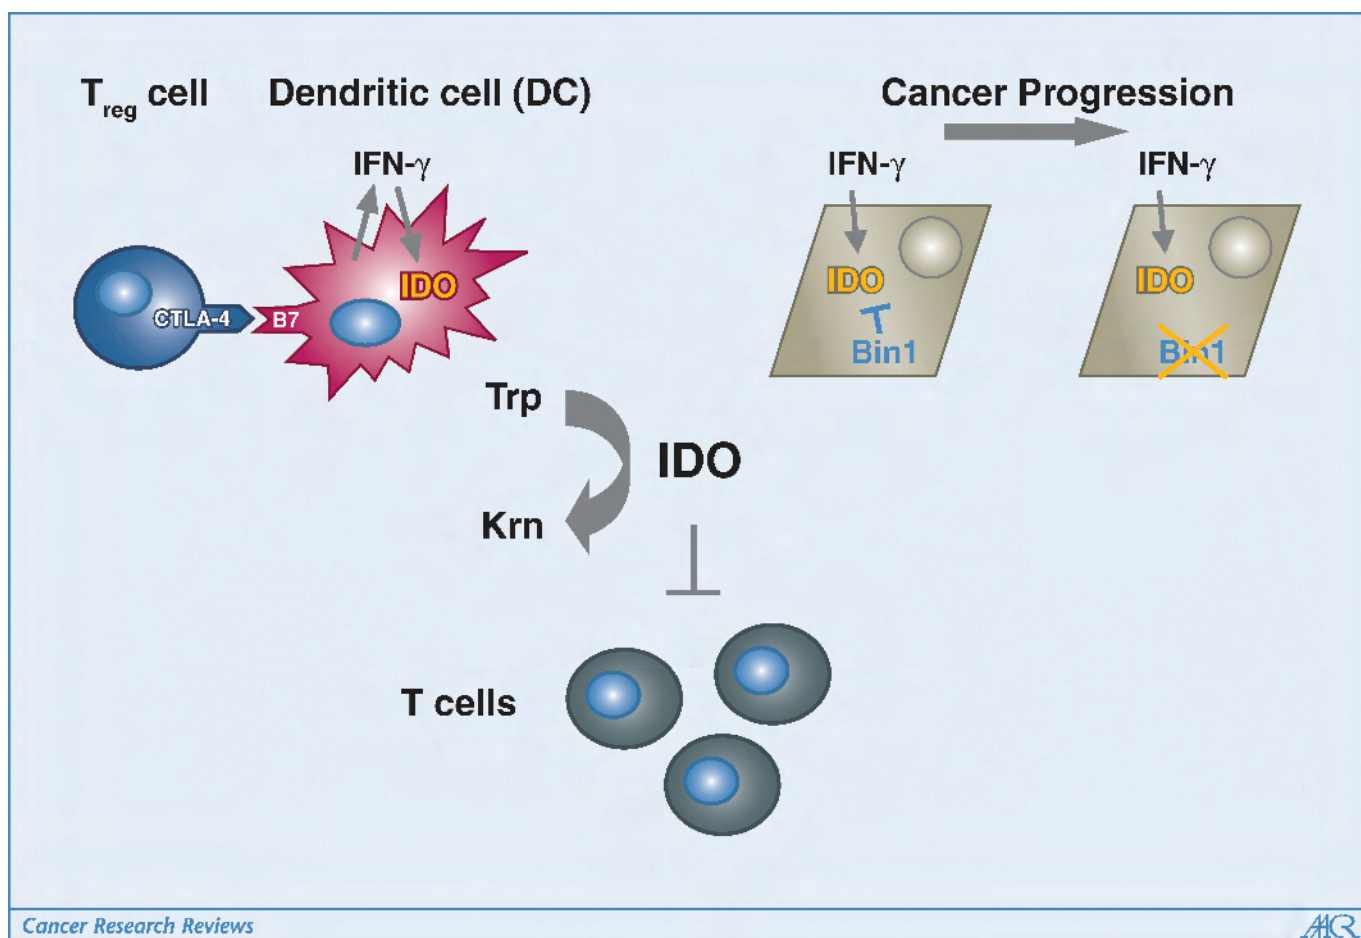 Treg cell
Dendritic cell (DC)
Cancer Progression
IFN-γ
IFN-γ
IFN-γ
IDO
IDO
IDO
CTLA-4
B7
Bin1
Bin1
Trp
IDO
Krn
T cells
Cancer Research Reviews
AACR